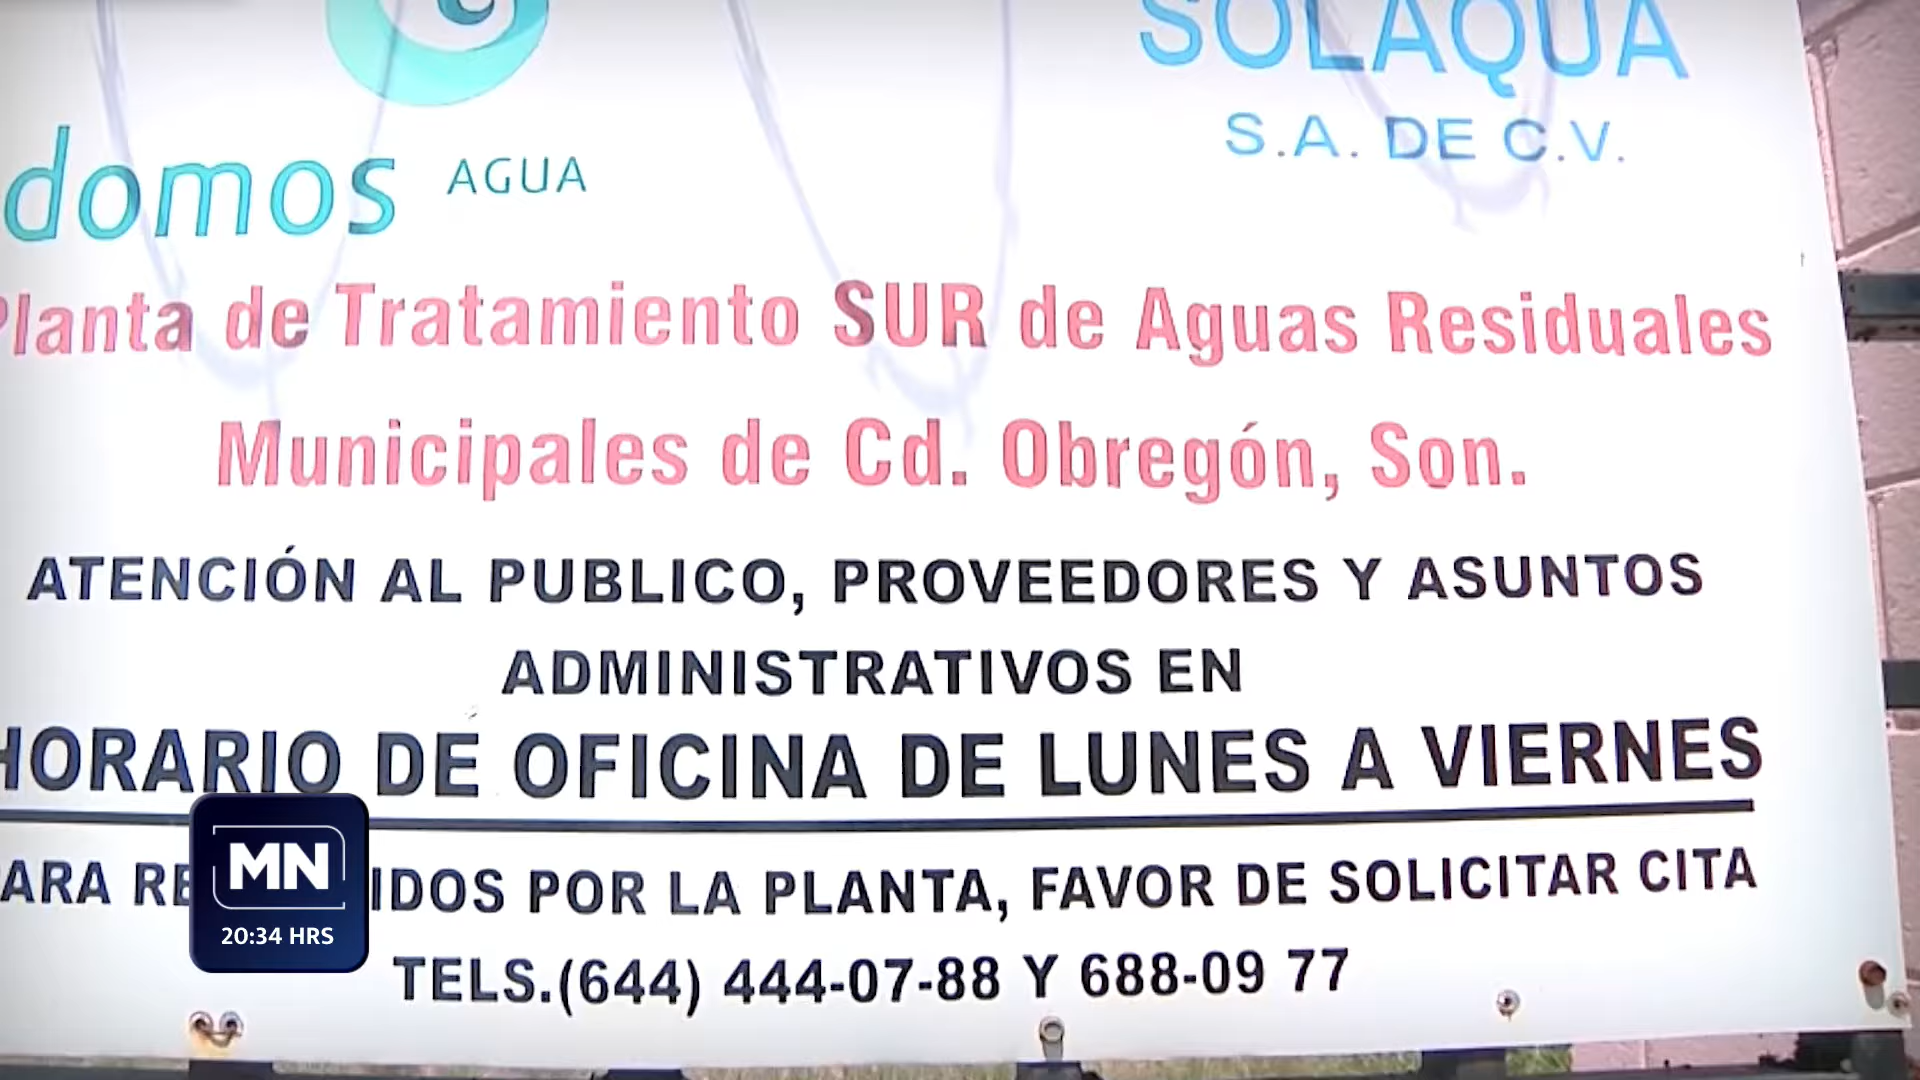 SOLAQUA
S.A. DE C.V.
domos AGUA
Planta de Tratamiento SUR de Aguas Residuales
Municipales de Cd. Obregón, Son.
ATENCIÓN AL PUBLICO, PROVEEDORES Y ASUNTOS
ADMINISTRATIVOS EN
HORARIO DE OFICINA DE LUNES A VIERNES
ARA RE IDOS POR LA PLANTA, FAVOR DE SOLICITAR CITA
TELS.(644) 444-07-88 Y 688-09 77
MN
20:34 HRS